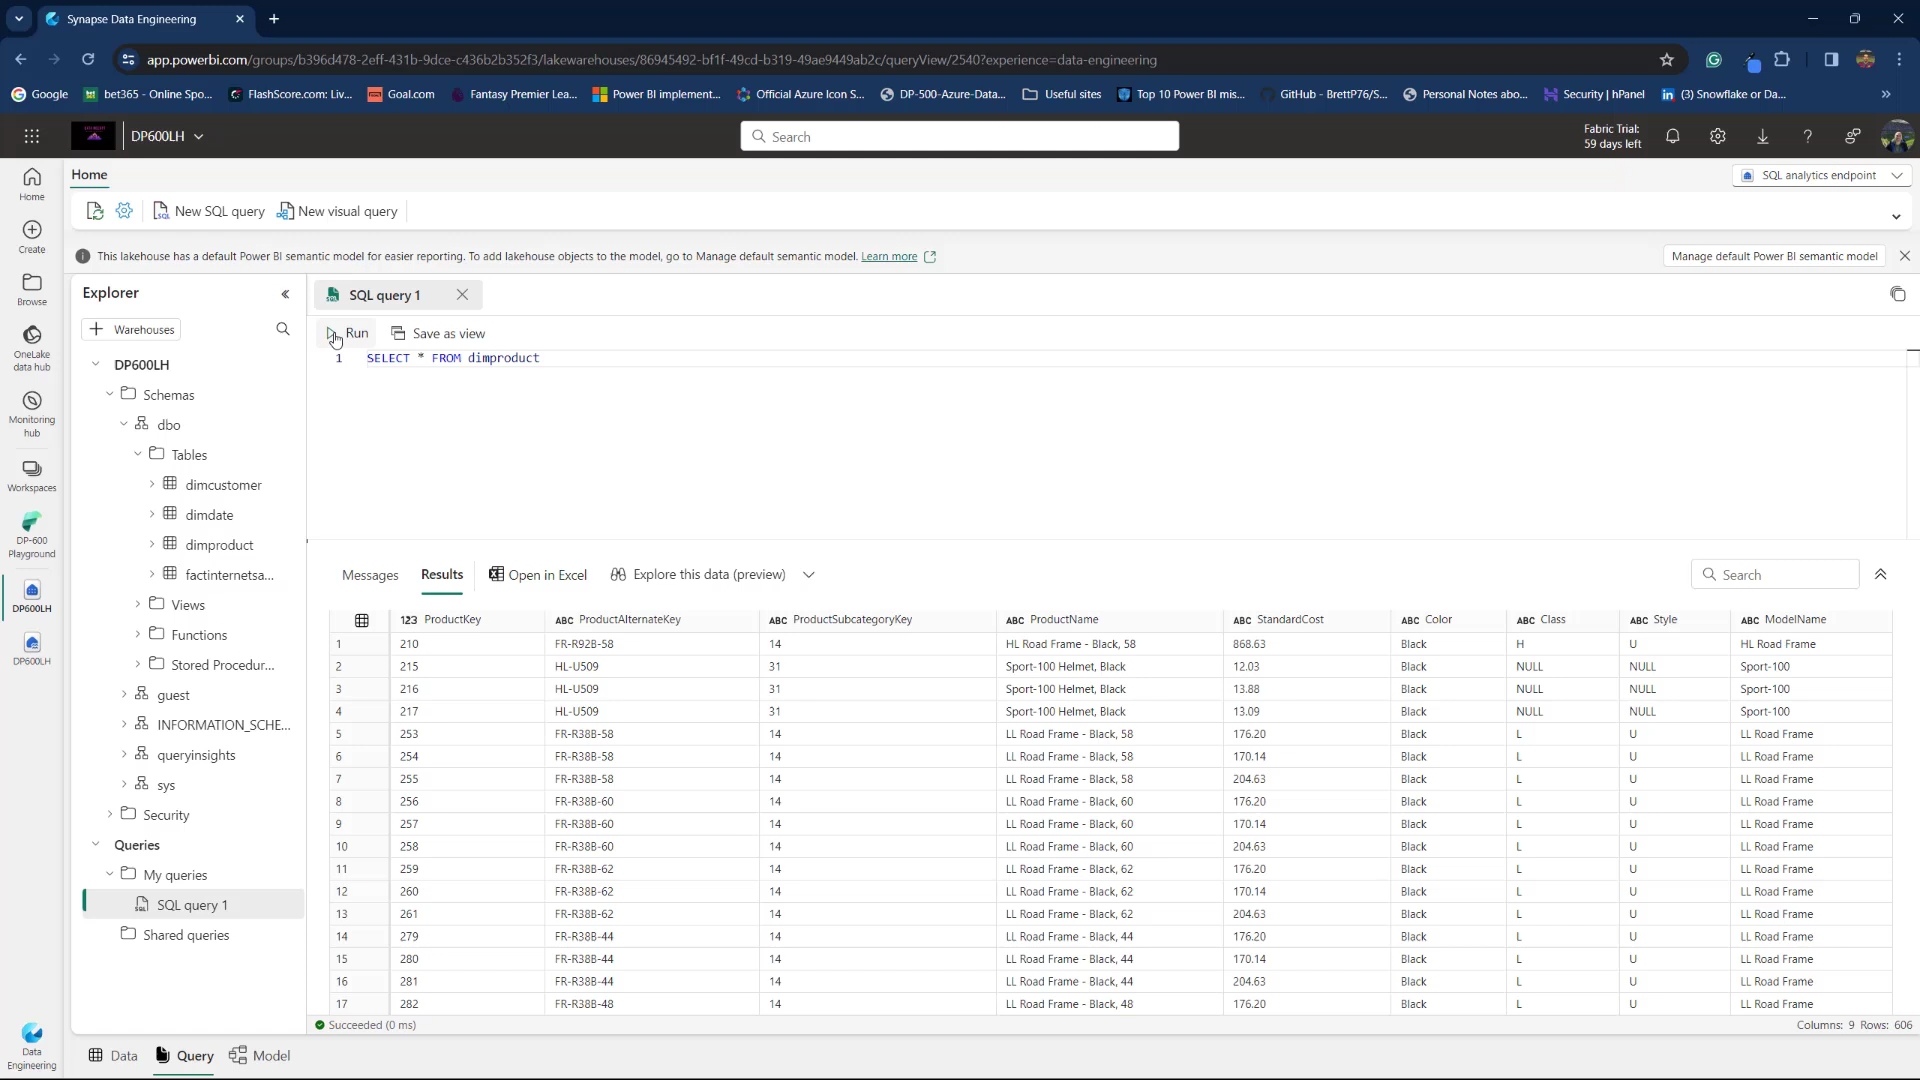 Synapse Data Engineering
app.powerbi.com/groups/b396d478-2eff-431b-9dce-c436b2b352f3/lakewarehouses/86945492-bf1f-49cd-b319-49ae9449ab2c/queryView/2540?experience=data-engineering
Google bet365 - Online Spo... FlashScore.com: Liv... Goal.com Fantasy Premier Lea... Power BI implement... Official Azure Icon S... DP-500-Azure-Data... Useful sites Top 10 Power BI mis... GitHub - BrettP76/S... Personal Notes abo... Security | hPanel (3) Snowflake or Da... »
DP600LH Search Fabric Trial:
59 days left
Home SQL analytics endpoint
New SQL query New visual query
This lakehouse has a default Power BI semantic model for easier reporting. To add lakehouse objects to the model, go to Manage default semantic model. Learn more Manage default Power BI semantic model
Home
Create
Browse
OneLake
data hub
Monitoring
hub
Workspaces
DP-600
Playground
DP600LH
DP600LH
Data
Engineering
Explorer «
+ Warehouses
DP600LH
Schemas
dbo
Tables
dimcustomer
dimdate
dimproduct
factinternetsa...
Views
Functions
Stored Procedur...
guest
INFORMATION_SCHE...
queryinsights
sys
Security
Queries
My queries
SQL query 1
Shared queries
SQL query 1
Run Save as view
1 SELECT * FROM dimproduct
Messages Results Open in Excel Explore this data (preview) Search
123 ProductKey ABC ProductAlternateKey ABC ProductSubcategoryKey ABC ProductName ABC StandardCost ABC Color ABC Class ABC Style ABC ModelName
1 210 FR-R92B-58 14 HL Road Frame - Black, 58 868.63 Black H U HL Road Frame
2 215 HL-U509 31 Sport-100 Helmet, Black 12.03 Black NULL NULL Sport-100
3 216 HL-U509 31 Sport-100 Helmet, Black 13.88 Black NULL NULL Sport-100
4 217 HL-U509 31 Sport-100 Helmet, Black 13.09 Black NULL NULL Sport-100
5 253 FR-R38B-58 14 LL Road Frame - Black, 58 176.20 Black L U LL Road Frame
6 254 FR-R38B-58 14 LL Road Frame - Black, 58 170.14 Black L U LL Road Frame
7 255 FR-R38B-58 14 LL Road Frame - Black, 58 204.63 Black L U LL Road Frame
8 256 FR-R38B-60 14 LL Road Frame - Black, 60 176.20 Black L U LL Road Frame
9 257 FR-R38B-60 14 LL Road Frame - Black, 60 170.14 Black L U LL Road Frame
10 258 FR-R38B-60 14 LL Road Frame - Black, 60 204.63 Black L U LL Road Frame
11 259 FR-R38B-62 14 LL Road Frame - Black, 62 176.20 Black L U LL Road Frame
12 260 FR-R38B-62 14 LL Road Frame - Black, 62 170.14 Black L U LL Road Frame
13 261 FR-R38B-62 14 LL Road Frame - Black, 62 204.63 Black L U LL Road Frame
14 279 FR-R38B-44 14 LL Road Frame - Black, 44 176.20 Black L U LL Road Frame
15 280 FR-R38B-44 14 LL Road Frame - Black, 44 170.14 Black L U LL Road Frame
16 281 FR-R38B-44 14 LL Road Frame - Black, 44 204.63 Black L U LL Road Frame
17 282 FR-R38B-48 14 LL Road Frame - Black, 48 176.20 Black L U LL Road Frame
Succeeded (0 ms) Columns: 9 Rows: 606
Data Query Model